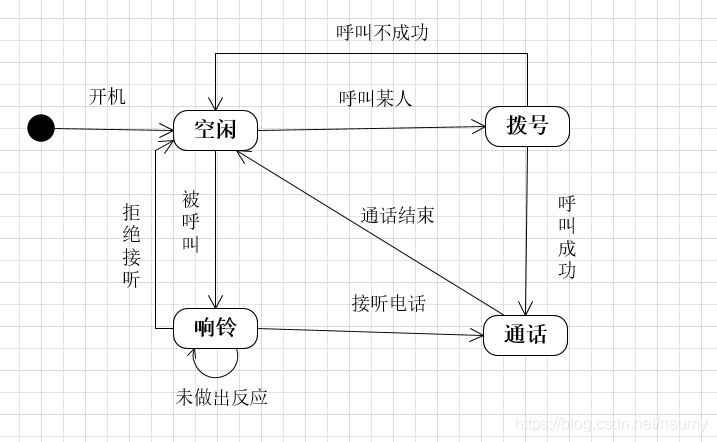 呼叫不成功
开机
呼叫某人
空闲
拨号
拒绝接听
被呼叫
通话结束
呼叫成功
接听电话
响铃
通话
未做出反应
https://blog.csdn.net/naumy